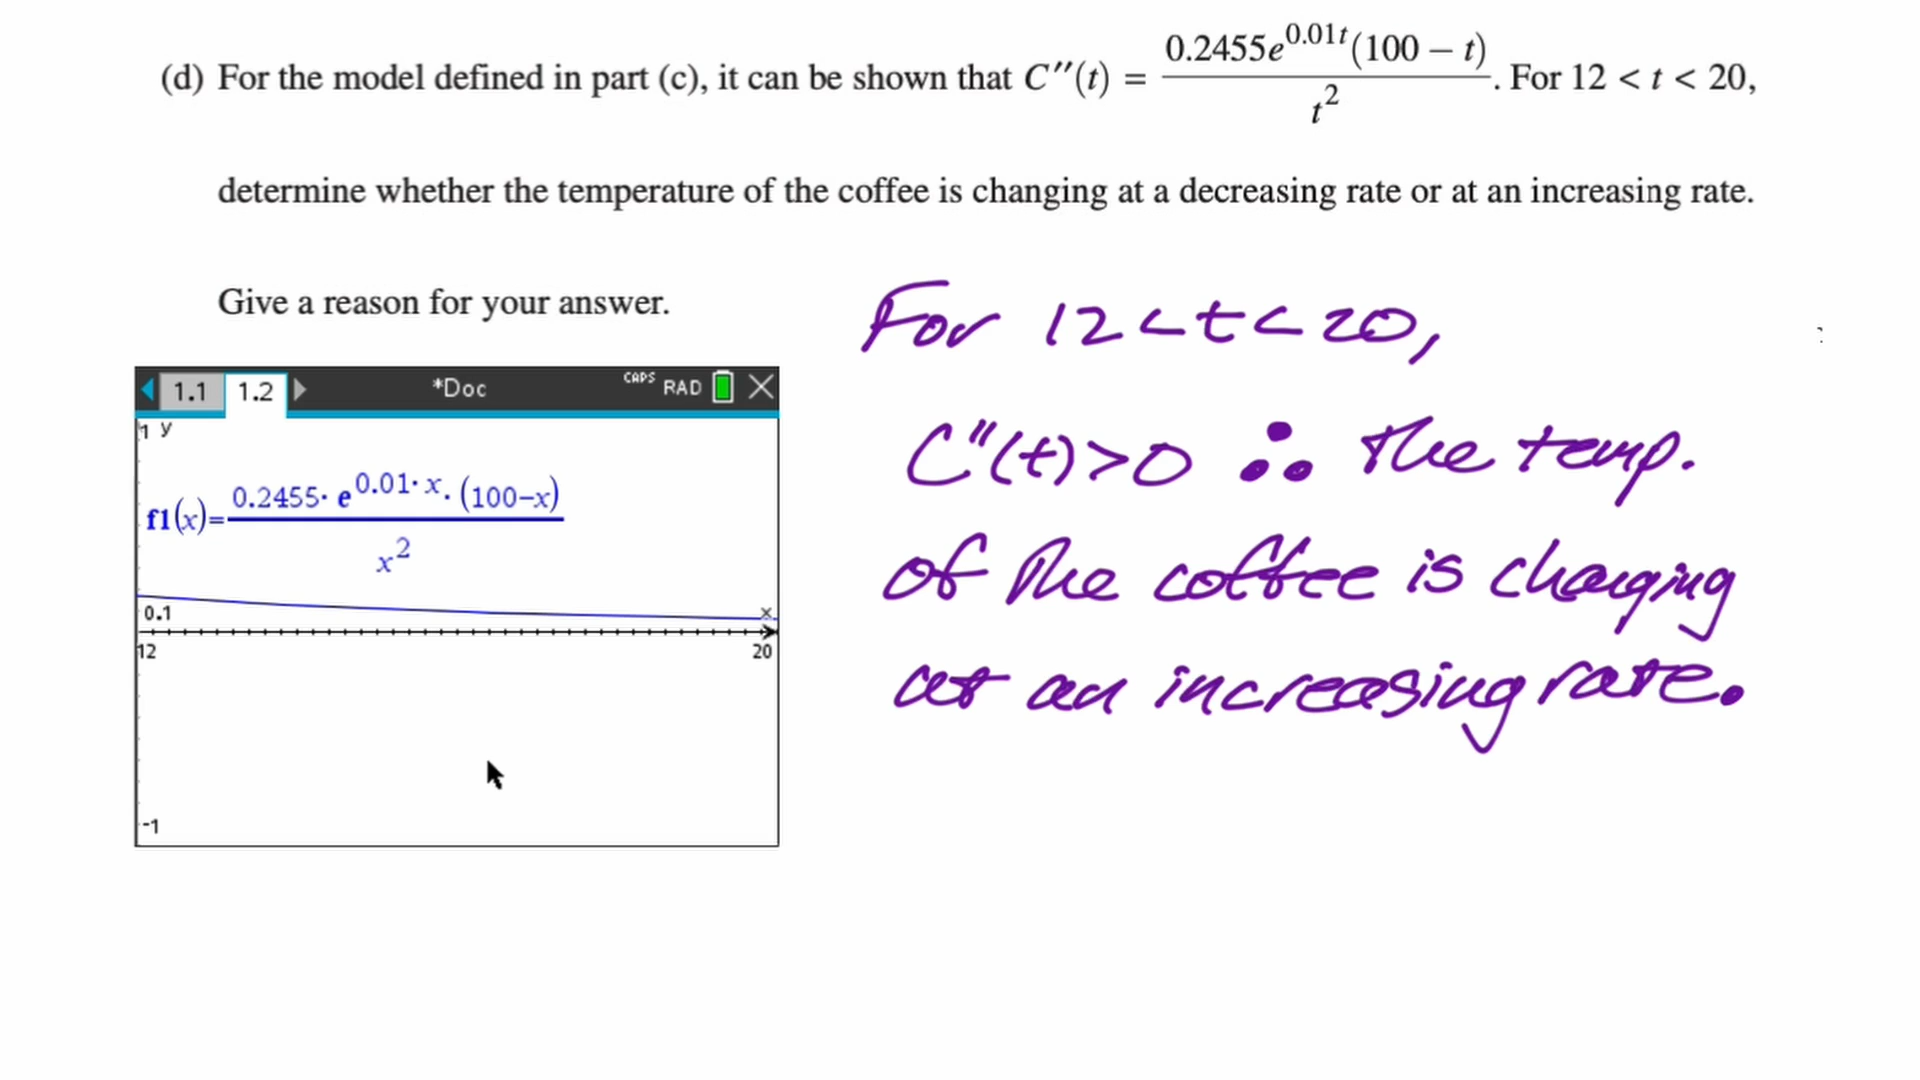 (d) For the model defined in part (c), it can be shown that C″(t) = 0.2455e^{0.01t}(100 – t) / t^2. For 12 < t < 20,
determine whether the temperature of the coffee is changing at a decreasing rate or at an increasing rate.
Give a reason for your answer.
For 12 < t < 20,
C"(t) > 0 ∴ the temp.
of the coffee is changing
at an increasing rate.
1.1 1.2 *Doc CAPS RAD
1 y
f1(x)=0.2455·e^{0.01·x}·(100–x) / x^2
0.1 x
12 20
-1